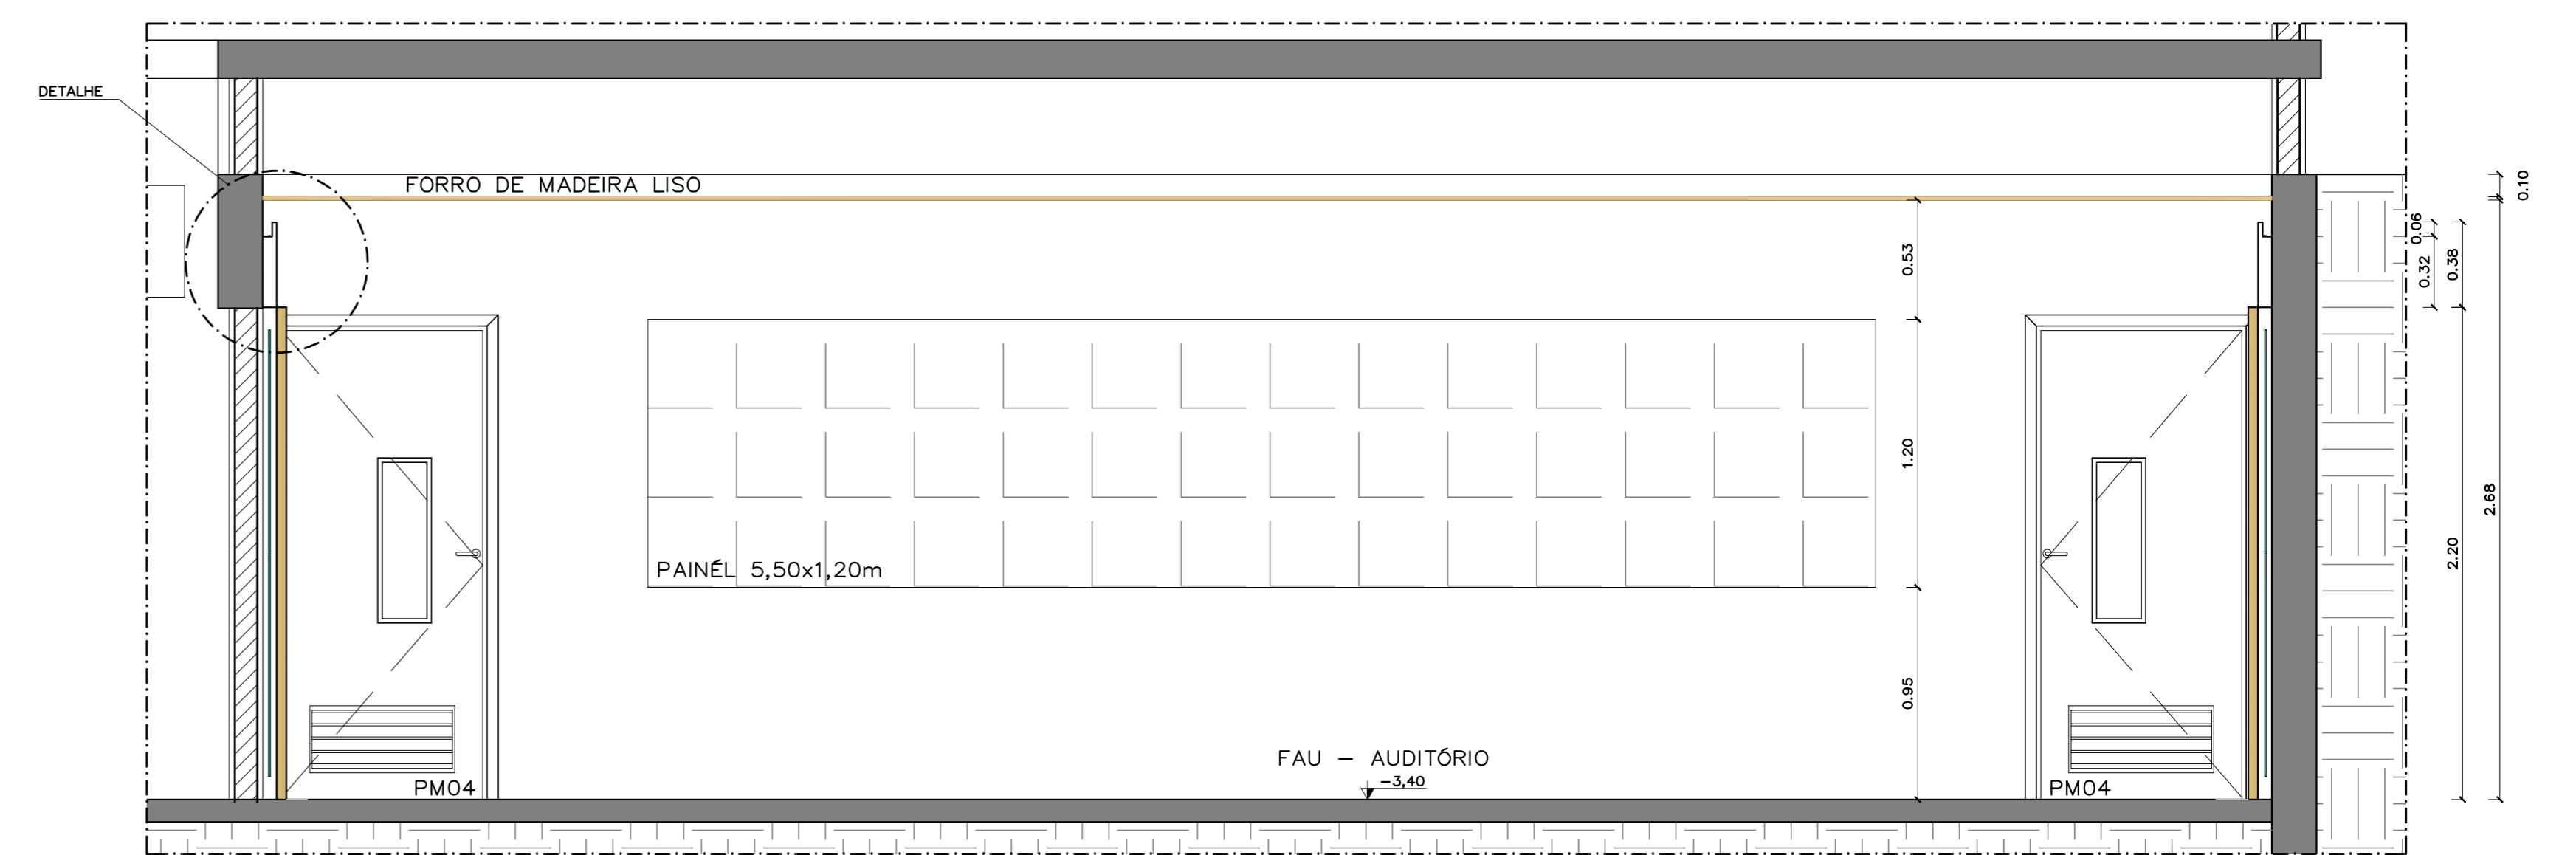 DETALHE
FORRO DE MADEIRA LISO
0.10
0.06
0.53
0.32
0.38
1.20
2.68
2.20
PAINÉL 5,50x1,20m
0.95
FAU - AUDITÓRIO
-3,40
PM04
PM04